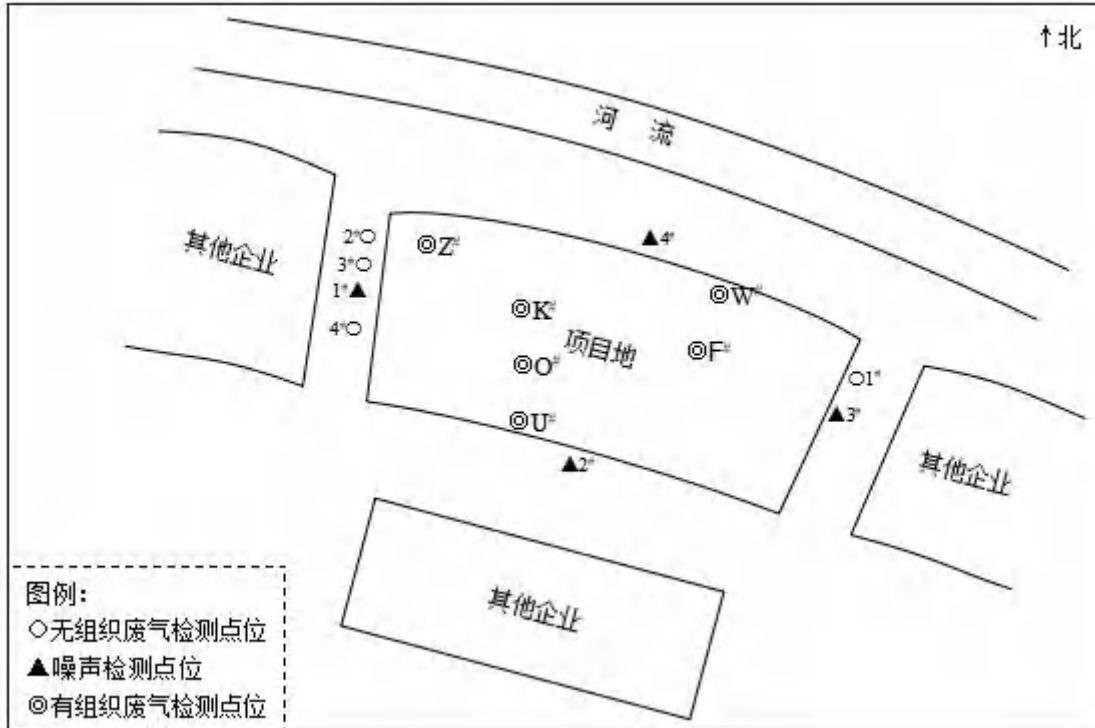 ↑北
河 流
其他企业
2#
Z#
4#
3#
1#
W#
K#
4#
项目地
F#
O#
1#
3#
U#
2#
其他企业
其他企业
图例：
○无组织废气检测点位
▲噪声检测点位
◎有组织废气检测点位